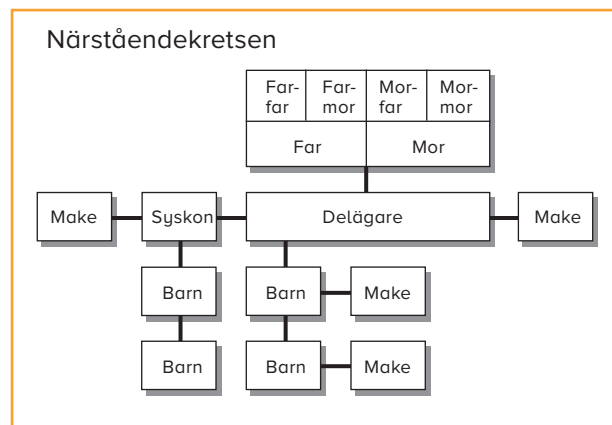 Närståendekretsen
Far-
far
Far-
mor
Mor-
far
Mor-
mor
Far
Mor
Make
Syskon
Delägare
Make
Barn
Barn
Make
Barn
Barn
Make